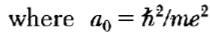 where a₀ = ℏ²/me²